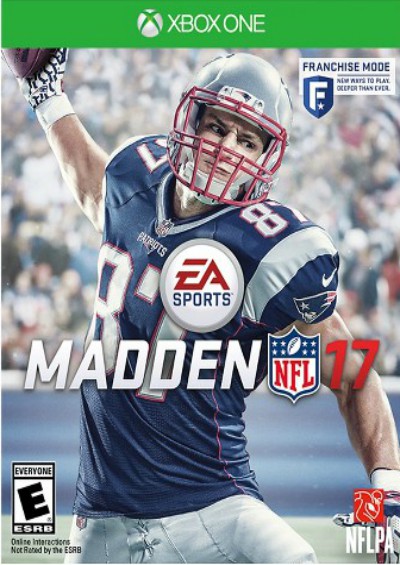 XBOX ONE
FRANCHISE MODE
NEW WAYS TO PLAY.
DEEPER THAN EVER.
F
87
PATRIOTS
87
EA
SPORTS
MADDEN NFL 17
EVERYONE
E
ESRB
Online Interactions
Not Rated by the ESRB
NFLPA